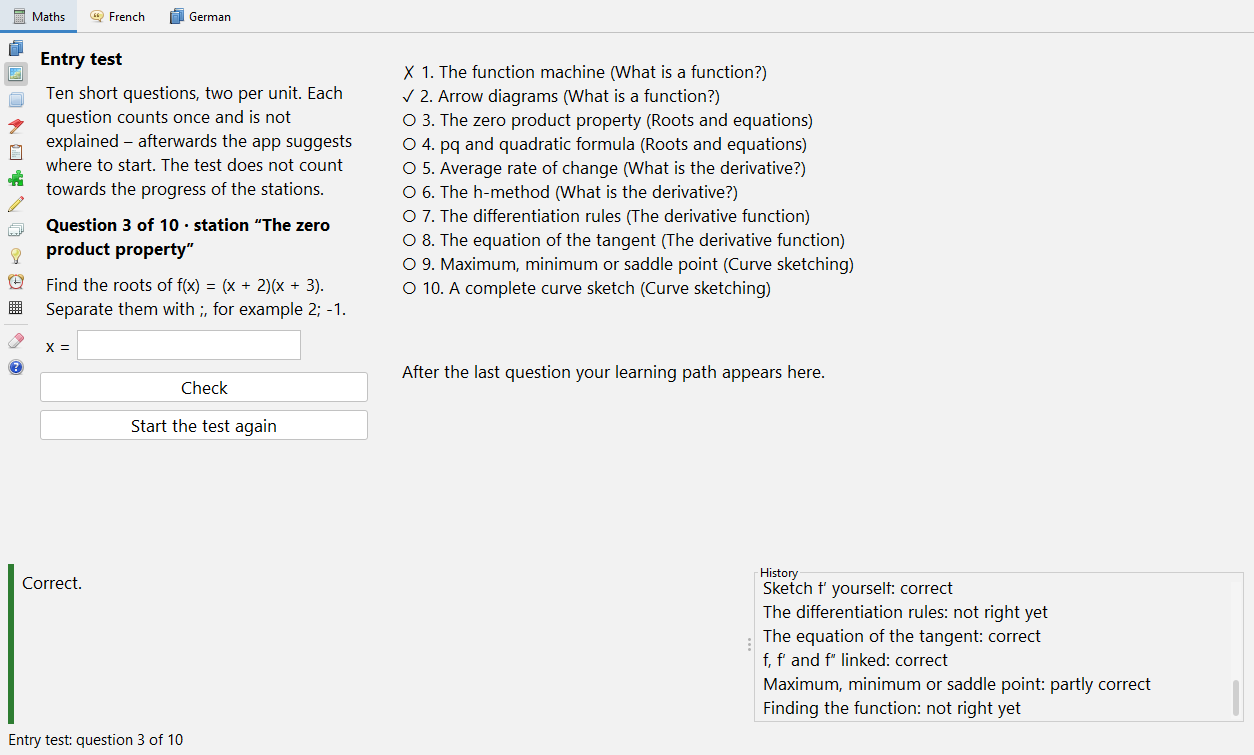 Maths
French
German
Entry test
Ten short questions, two per unit. Each
question counts once and is not
explained – afterwards the app suggests
where to start. The test does not count
towards the progress of the stations.
Question 3 of 10 · station “The zero
product property”
Find the roots of f(x) = (x + 2)(x + 3).
Separate them with ;, for example 2; -1.
x =
Check
Start the test again
✗ 1. The function machine (What is a function?)
✓ 2. Arrow diagrams (What is a function?)
○ 3. The zero product property (Roots and equations)
○ 4. pq and quadratic formula (Roots and equations)
○ 5. Average rate of change (What is the derivative?)
○ 6. The h-method (What is the derivative?)
○ 7. The differentiation rules (The derivative function)
○ 8. The equation of the tangent (The derivative function)
○ 9. Maximum, minimum or saddle point (Curve sketching)
○ 10. A complete curve sketch (Curve sketching)
After the last question your learning path appears here.
Correct.
History
Sketch f′ yourself: correct
The differentiation rules: not right yet
The equation of the tangent: correct
f, f′ and f″ linked: correct
Maximum, minimum or saddle point: partly correct
Finding the function: not right yet
Entry test: question 3 of 10